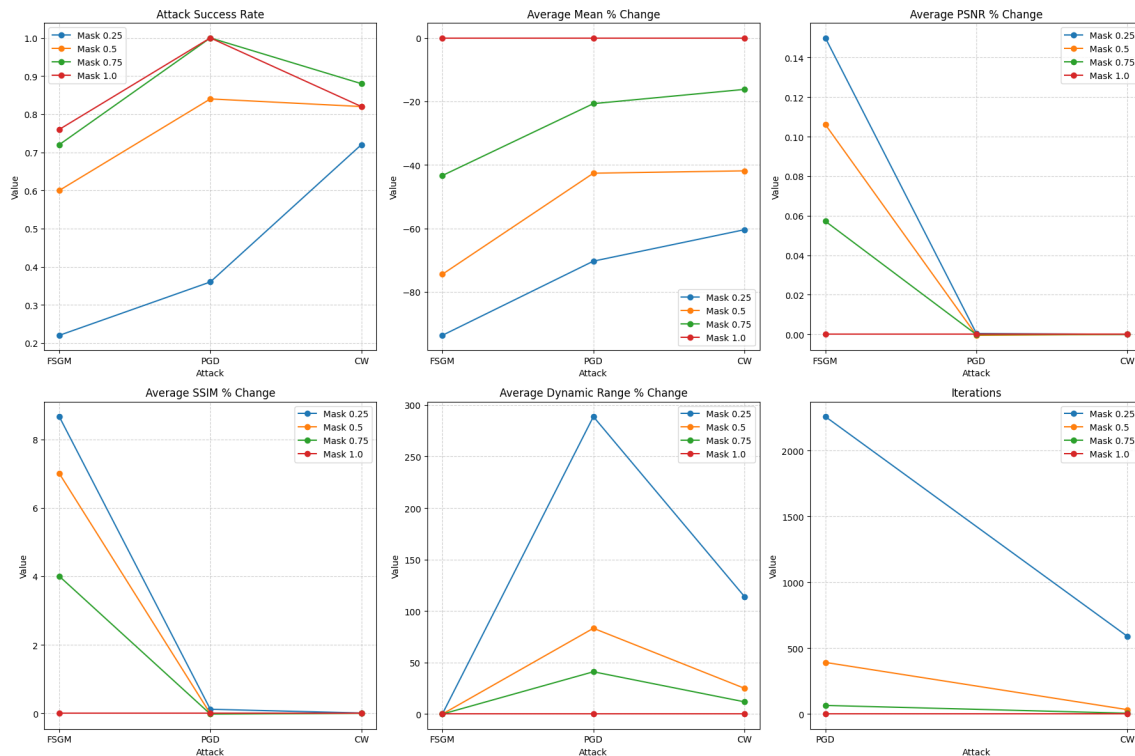 Attack Success Rate
Value
1.0
0.9
0.8
0.7
0.6
0.5
0.4
0.3
0.2
Mask 0.25
Mask 0.5
Mask 0.75
Mask 1.0
FSGM PGD CW
Attack
Average Mean % Change
Value
0
−20
−40
−60
−80
Mask 0.25
Mask 0.5
Mask 0.75
Mask 1.0
FSGM PGD CW
Attack
Average PSNR % Change
Value
0.14
0.12
0.10
0.08
0.06
0.04
0.02
0.00
Mask 0.25
Mask 0.5
Mask 0.75
Mask 1.0
FSGM PGD CW
Attack
Average SSIM % Change
Value
8
6
4
2
0
Mask 0.25
Mask 0.5
Mask 0.75
Mask 1.0
FSGM PGD CW
Attack
Average Dynamic Range % Change
Value
300
250
200
150
100
50
0
Mask 0.25
Mask 0.5
Mask 0.75
Mask 1.0
FSGM PGD CW
Attack
Iterations
Value
2000
1500
1000
500
0
Mask 0.25
Mask 0.5
Mask 0.75
Mask 1.0
PGD CW
Attack